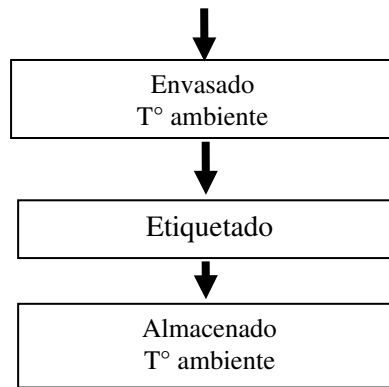 Envasado
T° ambiente
Etiquetado
Almacenado
T° ambiente